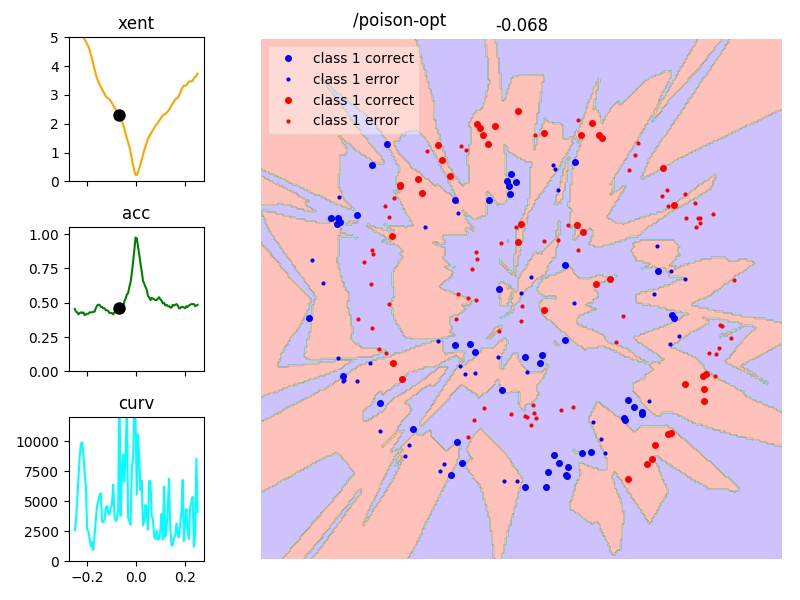 /poison-opt
-0.068
xent
5
4
3
2
1
0
acc
1.00
0.75
0.50
0.25
0.00
curv
10000
7500
5000
2500
0
−0.2 0.0 0.2
class 1 correct
class 1 error
class 1 correct
class 1 error